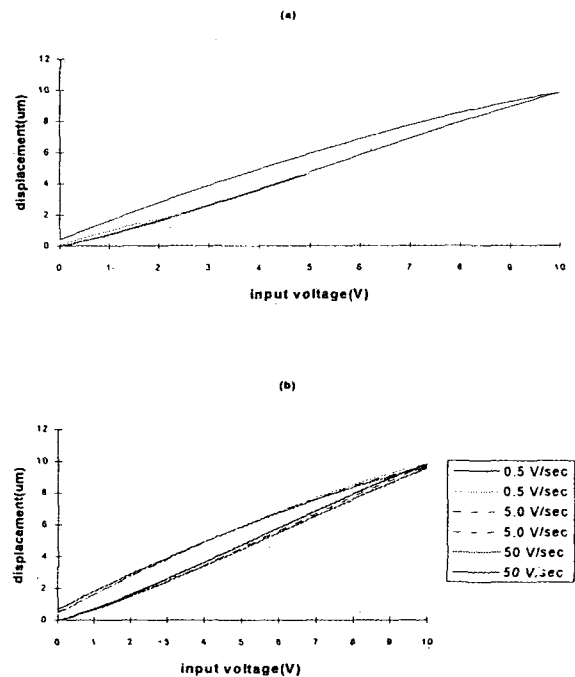 (a)
displacement(um)
12
10
8
6
4
2
0
0 1 2 3 4 5 6 7 8 9 10
input voltage(V)
(b)
displacement(um)
12
10
8
6
4
2
0
0 1 2 3 4 5 6 7 8 9 10
input voltage(V)
0.5 V/sec
0.5 V/sec
5.0 V/sec
5.0 V/sec
50 V/sec
50 V/sec